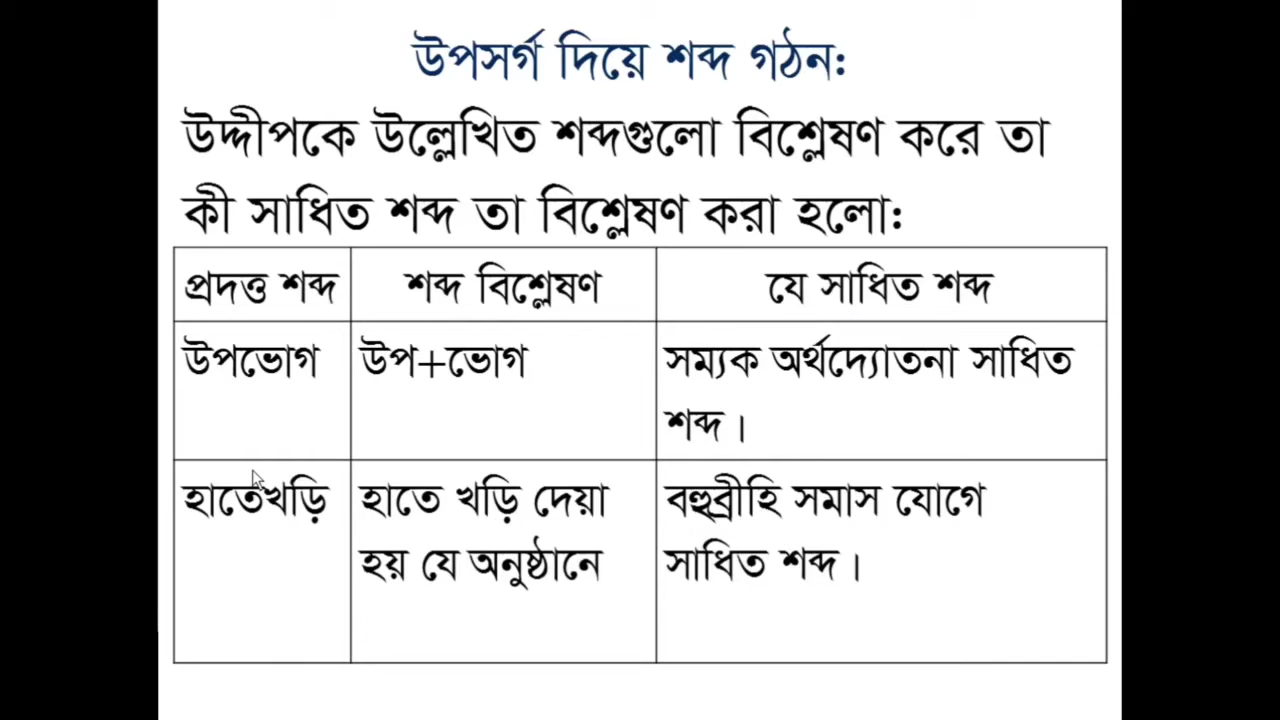 উপসর্গ দিয়ে শব্দ গঠন:
উদ্দীপকে উল্লেখিত শব্দগুলো বিশ্লেষণ করে তা
কী সাধিত শব্দ তা বিশ্লেষণ করা হলো:
প্রদত্ত শব্দ শব্দ বিশ্লেষণ যে সাধিত শব্দ
উপভোগ উপ+ভোগ সম্যক অর্থদ্যোতনা সাধিত
শব্দ।
হাতেখড়ি হাতে খড়ি দেয়া বহুব্রীহি সমাস যোগে
হয় যে অনুষ্ঠানে সাধিত শব্দ।